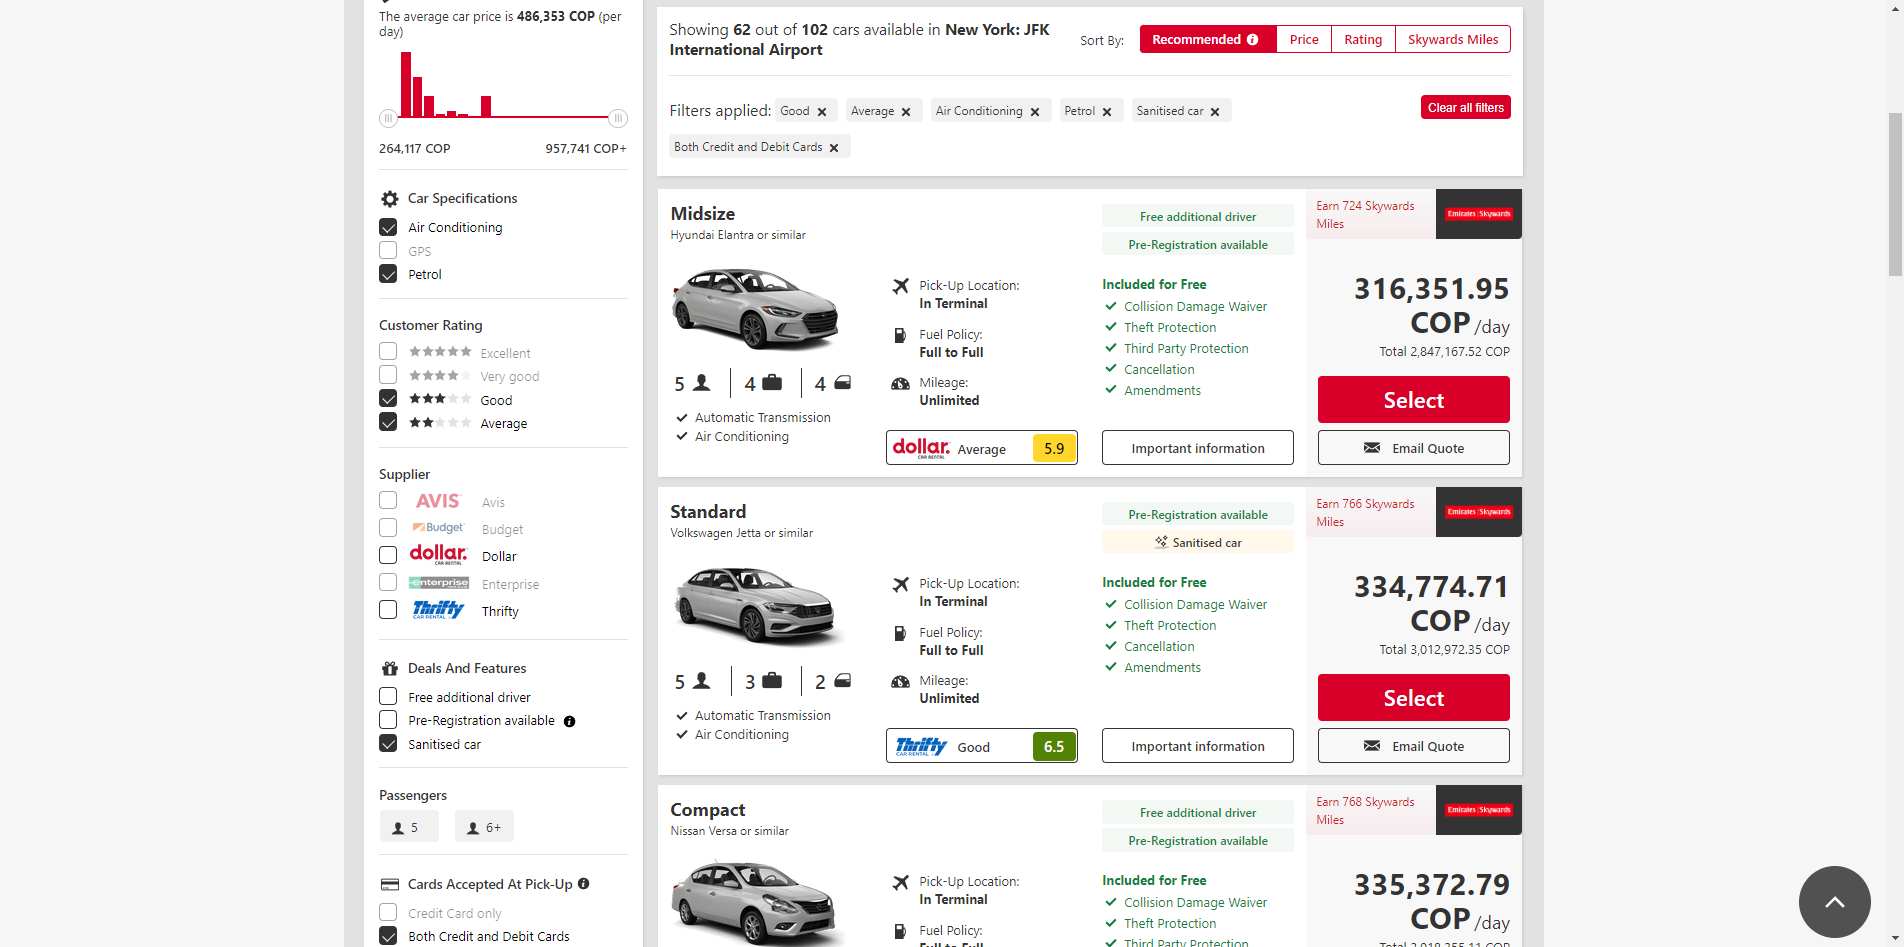 The average car price is 486,353 COP (per
day)
264,117 COP
957,741 COP+
Car Specifications
Air Conditioning
GPS
Petrol
Customer Rating
Excellent
Very good
Good
Average
Supplier
AVIS Avis
Budget Budget
dollar. CAR RENTAL Dollar
enterprise Enterprise
Thrifty CAR RENTAL Thrifty
Deals And Features
Free additional driver
Pre-Registration available
Sanitised car
Passengers
5
6+
Cards Accepted At Pick-Up
Credit Card only
Both Credit and Debit Cards
Showing 62 out of 102 cars available in New York: JFK
International Airport
Sort By:
Recommended
Price
Rating
Skywards Miles
Filters applied: Good Average Air Conditioning Petrol Sanitised car
Both Credit and Debit Cards
Clear all filters
Midsize
Hyundai Elantra or similar
5 4 4
Automatic Transmission
Air Conditioning
Pick-Up Location:
In Terminal
Fuel Policy:
Full to Full
Mileage:
Unlimited
dollar. CAR RENTAL Average 5.9
Free additional driver
Pre-Registration available
Included for Free
Collision Damage Waiver
Theft Protection
Third Party Protection
Cancellation
Amendments
Important information
Earn 724 Skywards
Miles
Emirates Skywards
316,351.95
COP /day
Total 2,847,167.52 COP
Select
Email Quote
Standard
Volkswagen Jetta or similar
5 3 2
Automatic Transmission
Air Conditioning
Pick-Up Location:
In Terminal
Fuel Policy:
Full to Full
Mileage:
Unlimited
Thrifty CAR RENTAL Good 6.5
Pre-Registration available
Sanitised car
Included for Free
Collision Damage Waiver
Theft Protection
Cancellation
Amendments
Important information
Earn 766 Skywards
Miles
Emirates Skywards
334,774.71
COP /day
Total 3,012,972.35 COP
Select
Email Quote
Compact
Nissan Versa or similar
Pick-Up Location:
In Terminal
Fuel Policy:
Full to Full
Free additional driver
Pre-Registration available
Included for Free
Collision Damage Waiver
Theft Protection
Third Party Protection
Earn 768 Skywards
Miles
Emirates Skywards
335,372.79
COP /day